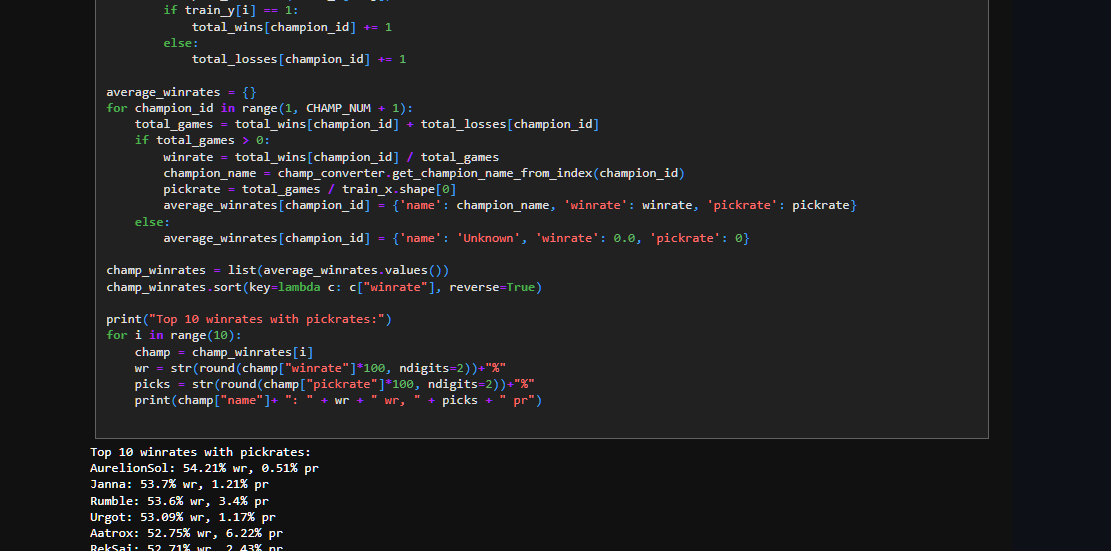 if train_y[i] == 1:
total_wins[champion_id] += 1
else:
total_losses[champion_id] += 1
average_winrates = {}
for champion_id in range(1, CHAMP_NUM + 1):
total_games = total_wins[champion_id] + total_losses[champion_id]
if total_games > 0:
winrate = total_wins[champion_id] / total_games
champion_name = champ_converter.get_champion_name_from_index(champion_id)
pickrate = total_games / train_x.shape[0]
average_winrates[champion_id] = {'name': champion_name, 'winrate': winrate, 'pickrate': pickrate}
else:
average_winrates[champion_id] = {'name': 'Unknown', 'winrate': 0.0, 'pickrate': 0}
champ_winrates = list(average_winrates.values())
champ_winrates.sort(key=lambda c: c["winrate"], reverse=True)
print("Top 10 winrates with pickrates:")
for i in range(10):
champ = champ_winrates[i]
wr = str(round(champ["winrate"]*100, ndigits=2))+"%"
picks = str(round(champ["pickrate"]*100, ndigits=2))+"%"
print(champ["name"]+ ": " + wr + " wr, " + picks + " pr")
Top 10 winrates with pickrates:
AurelionSol: 54.21% wr, 0.51% pr
Janna: 53.7% wr, 1.21% pr
Rumble: 53.6% wr, 3.4% pr
Urgot: 53.09% wr, 1.17% pr
Aatrox: 52.75% wr, 6.22% pr
RekSai: 52.71% wr, 2.43% pr